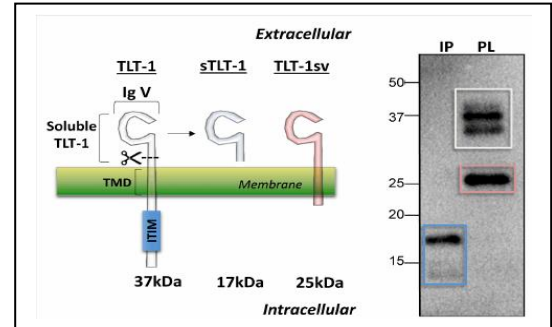 Extracellular
TLT-1 sTLT-1 TLT-1sv
Ig V
Soluble
TLT-1
TMD
Membrane
ITIM
37kDa 17kDa 25kDa
Intracellular
IP PL
50
37
25
20
15